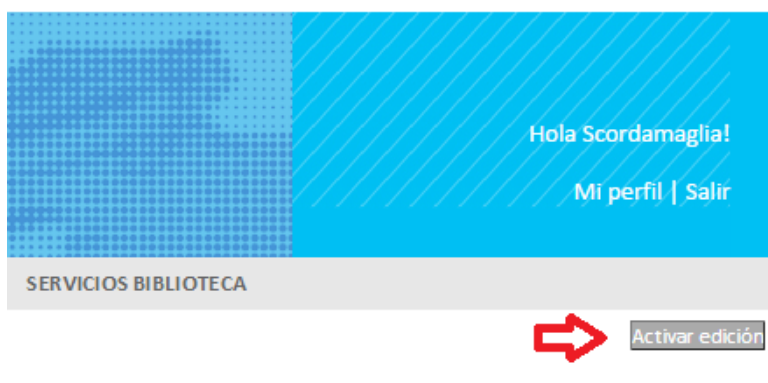 Hola Scordamaglia!
Mi perfil | Salir
SERVICIOS BIBLIOTECA
Activar edición